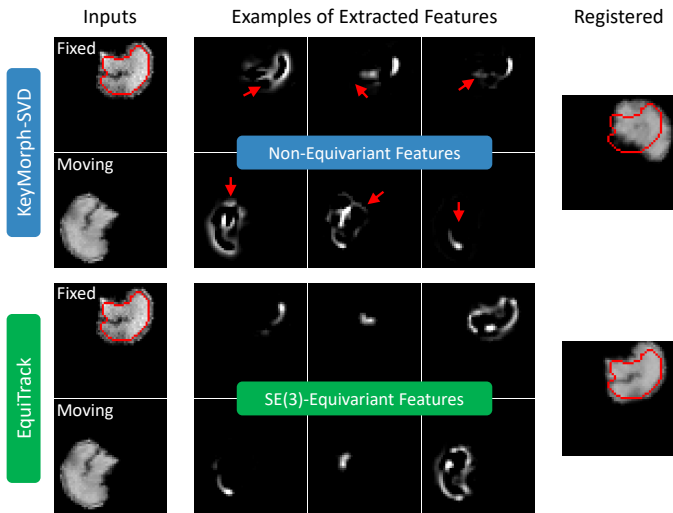 Inputs
Examples of Extracted Features
Registered
KeyMorph-SVD
Fixed
Non-Equivariant Features
Moving
EquiTrack
Fixed
SE(3)-Equivariant Features
Moving